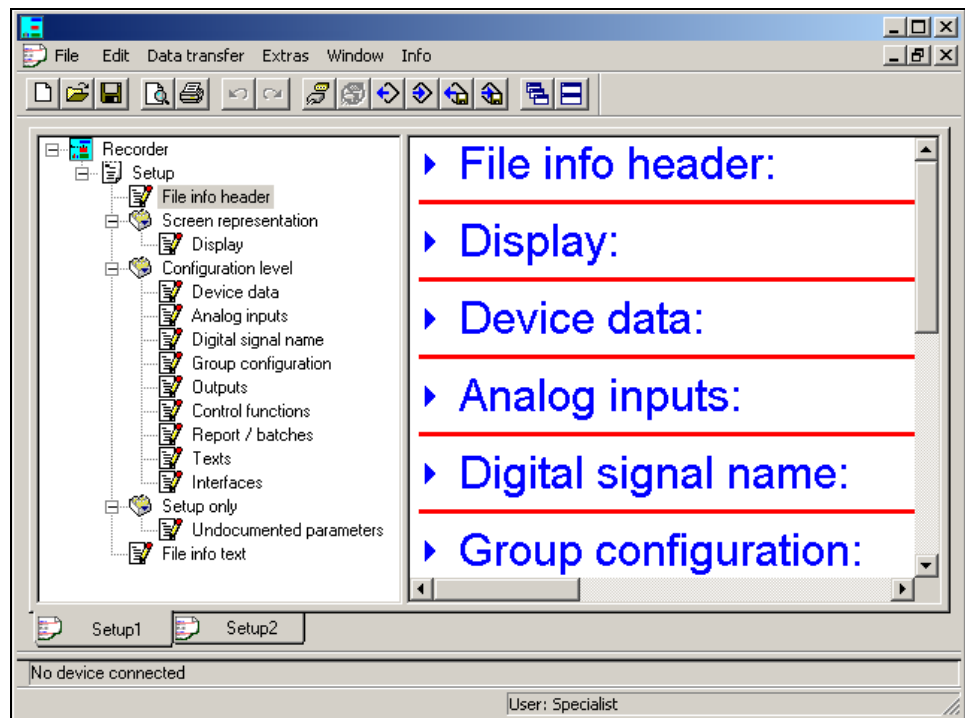 File Edit Data transfer Extras Window Info
Recorder
Setup
File info header
Screen representation
Display
Configuration level
Device data
Analog inputs
Digital signal name
Group configuration
Outputs
Control functions
Report / batches
Texts
Interfaces
Setup only
Undocumented parameters
File info text
File info header:
Display:
Device data:
Analog inputs:
Digital signal name:
Group configuration:
Setup1 Setup2
No device connected
User: Specialist